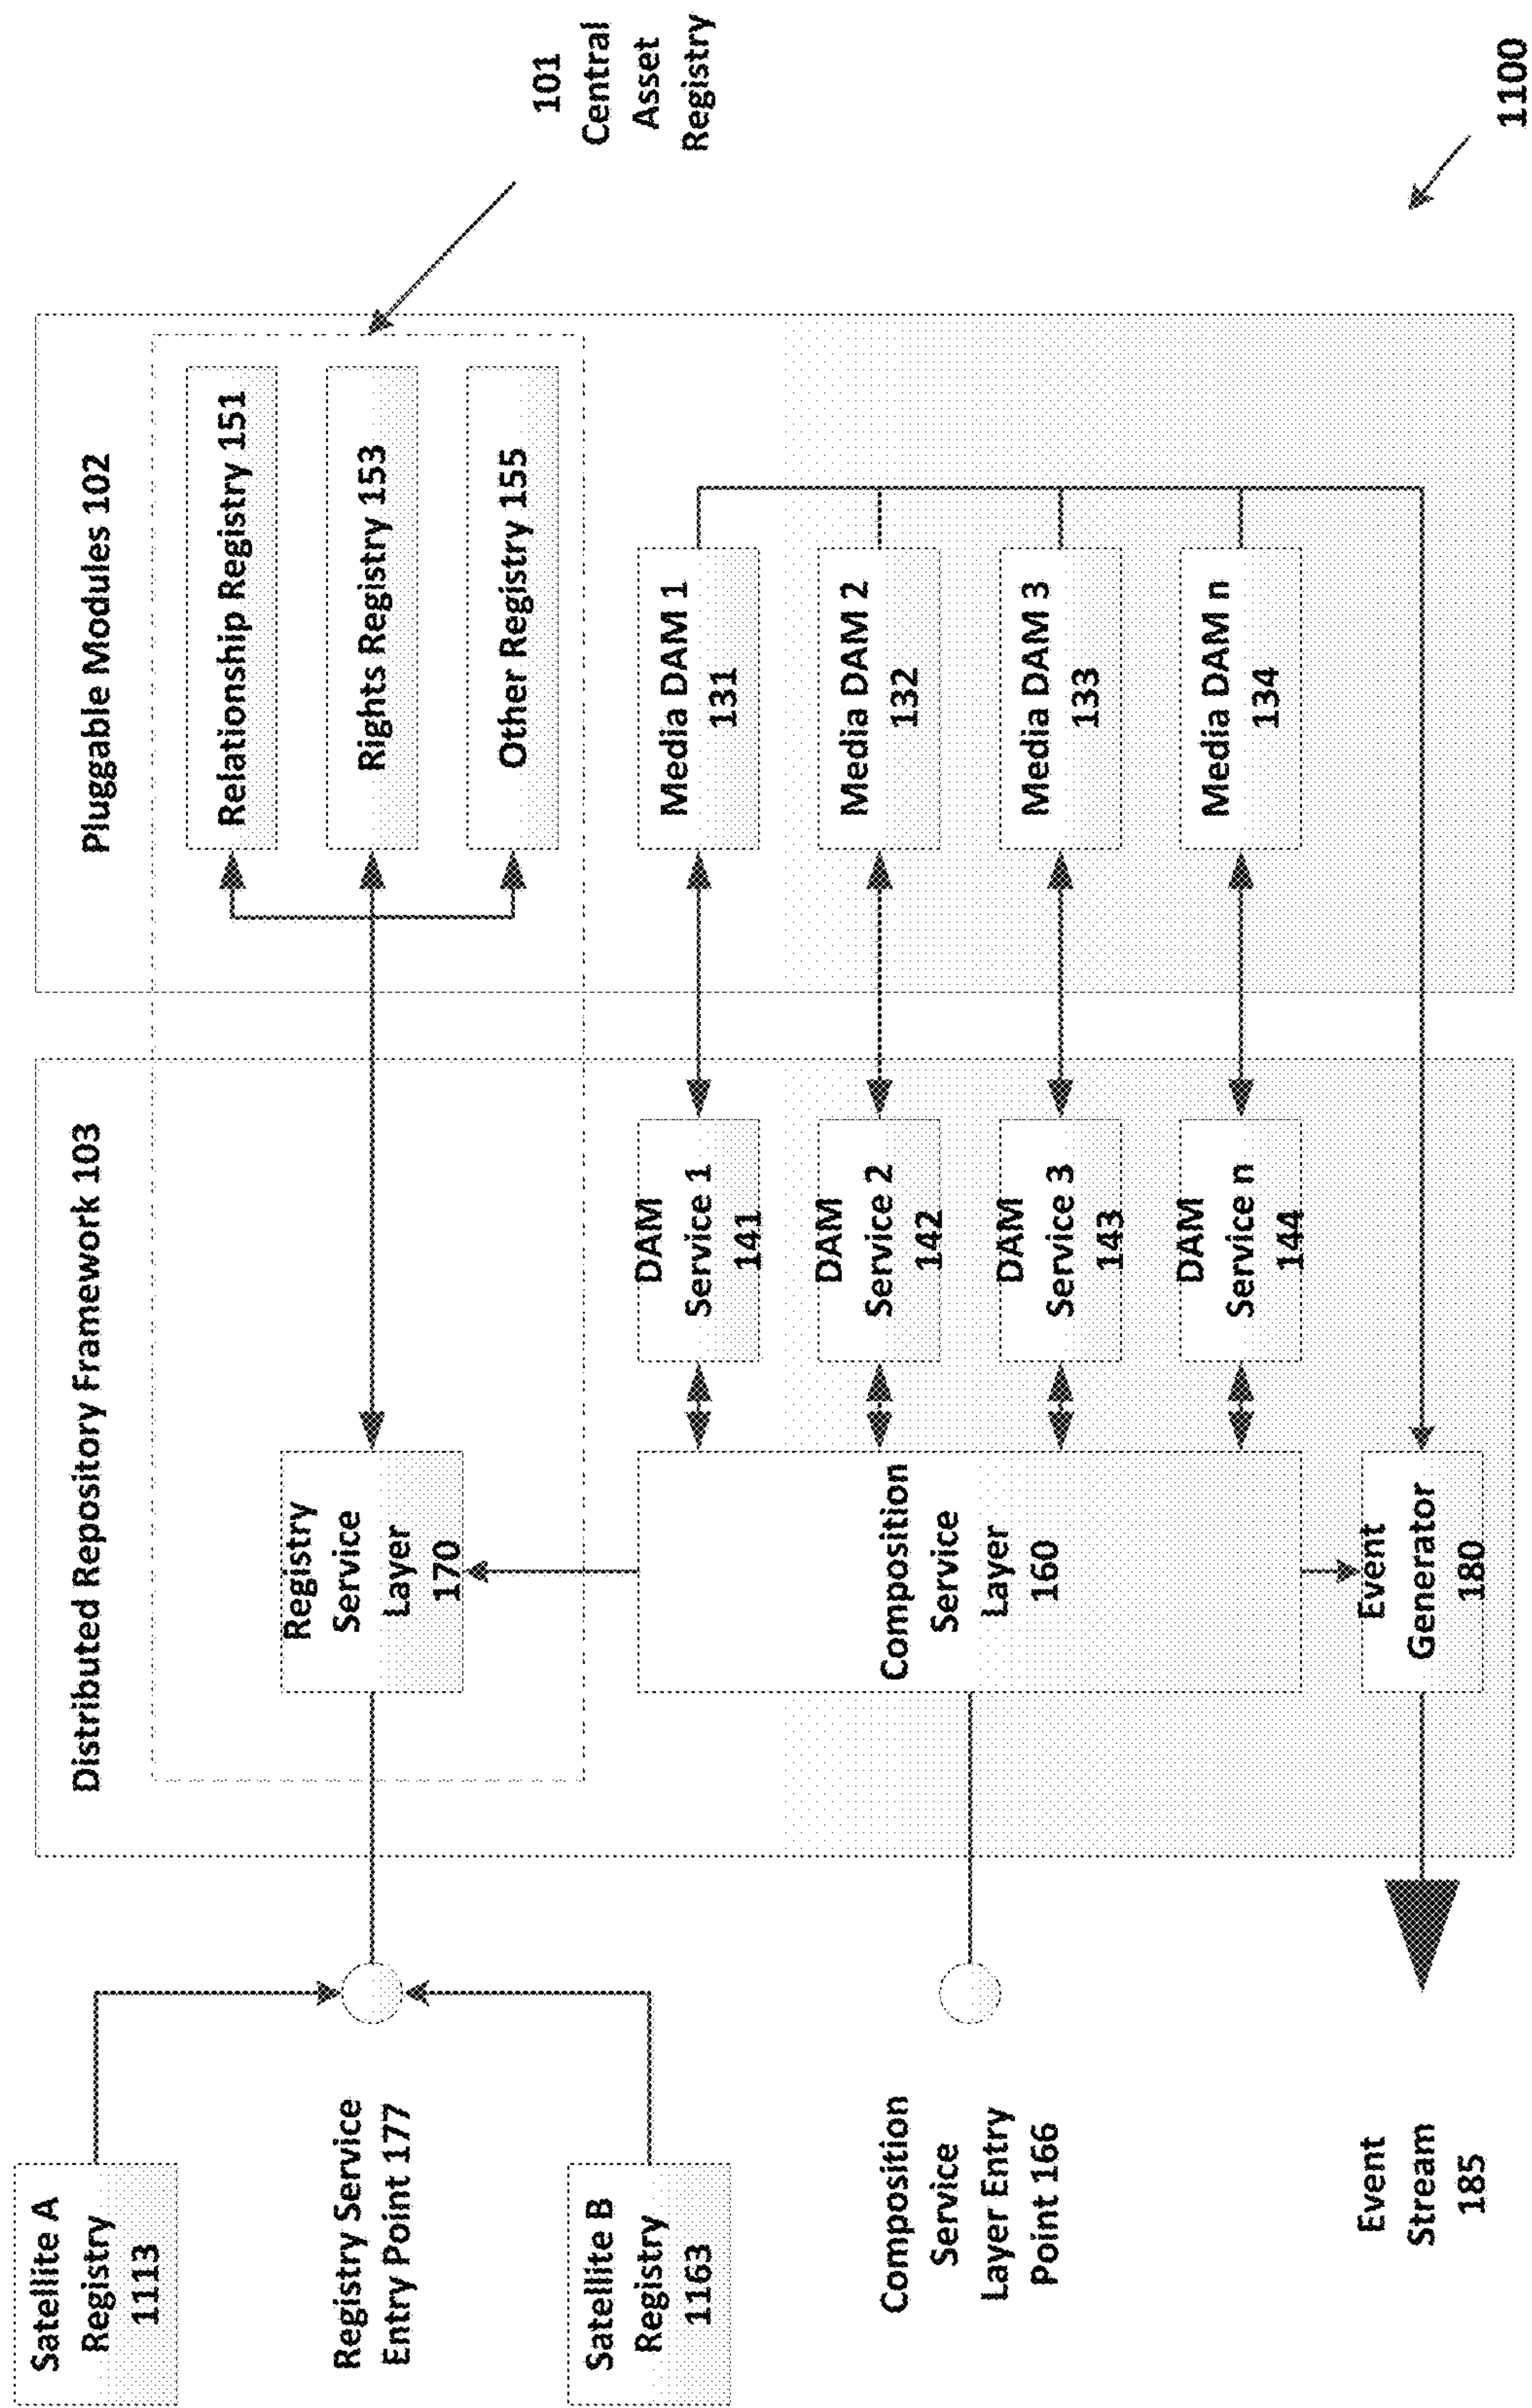 Satellite A
Registry
1113
Registry Service
Entry Point 177
Satellite B
Registry
1163
Composition
Service
Layer Entry
Point 166
Event
Stream
185
Distributed Repository Framework 103
Registry
Service
Layer
170
Composition
Service
Layer
160
Event
Generator
180
DAM
Service 1
141
DAM
Service 2
142
DAM
Service 3
143
DAM
Service n
144
Pluggable Modules 102
Relationship Registry 151
Rights Registry 153
Other Registry 155
Media DAM 1
131
Media DAM 2
132
Media DAM 3
133
Media DAM n
134
101
Central
Asset
Registry
1100